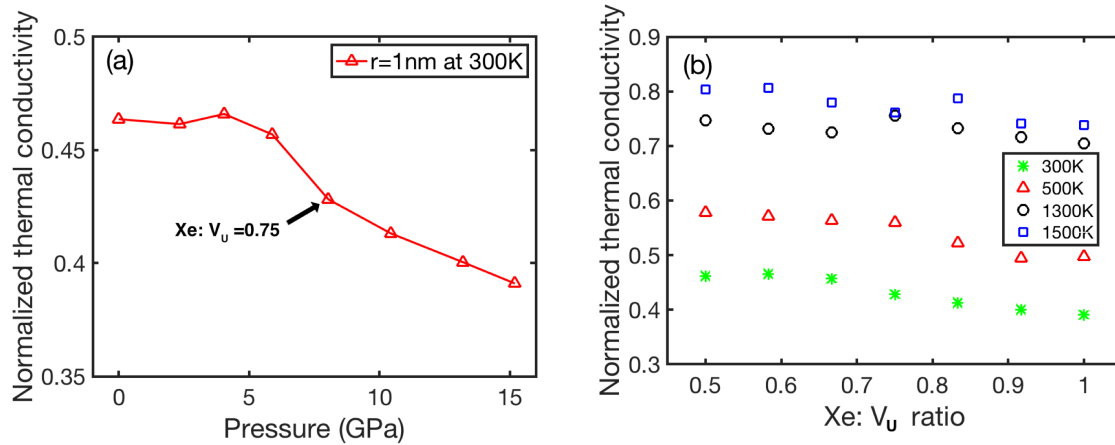 (a)
r=1nm at 300K
Normalized thermal conductivity
0.5
0.45
0.4
0.35
Xe: VU =0.75
0
5
10
15
Pressure (GPa)
(b)
Normalized thermal conductivity
0.9
0.8
0.7
0.6
0.5
0.4
0.3
300K
500K
1300K
1500K
0.5
0.6
0.7
0.8
0.9
1
Xe: VU ratio